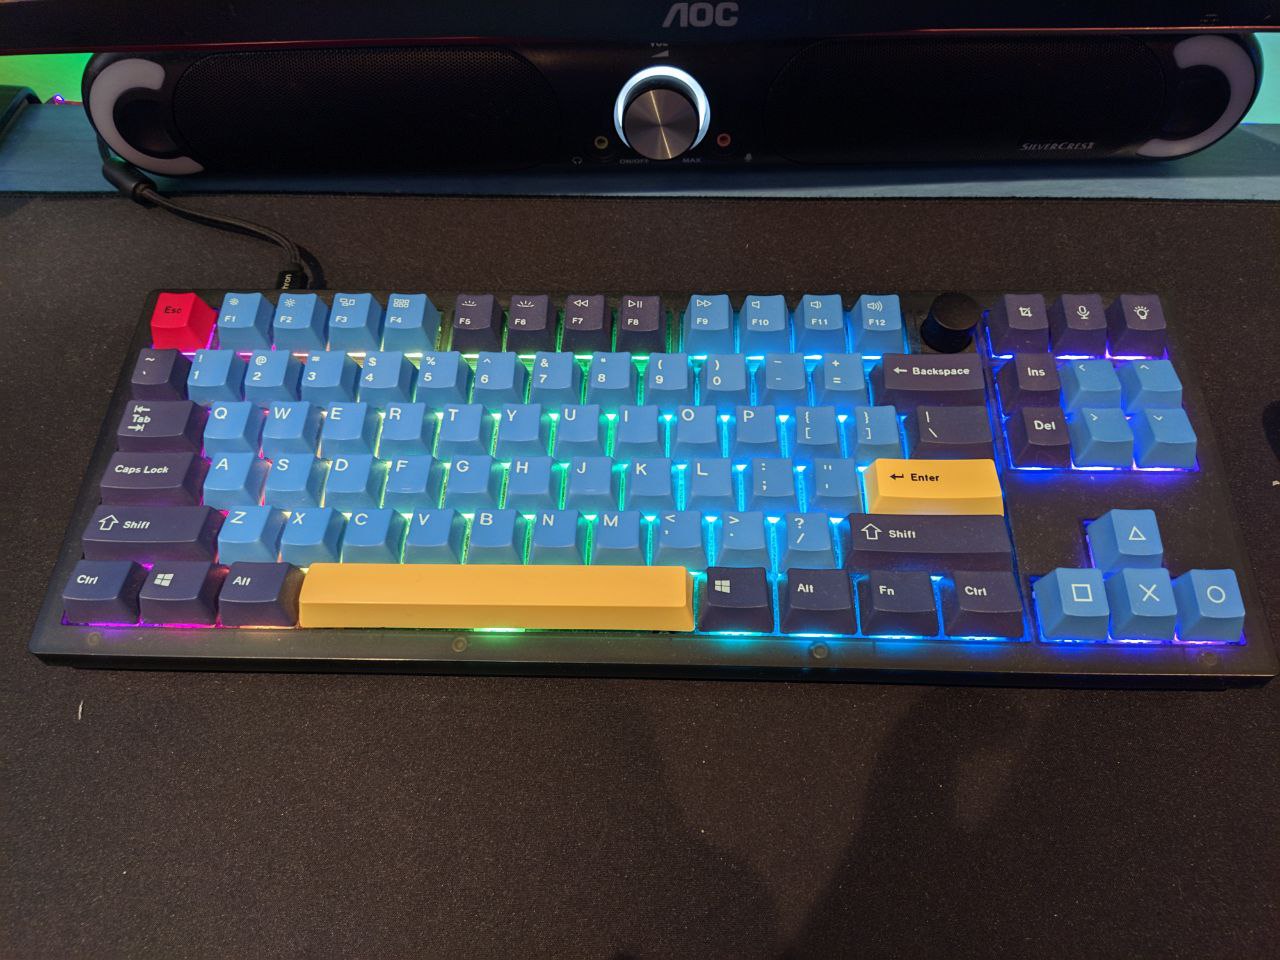 AOC
VOL
ON/OFF MAX
SILVERCREST
Esc F1 F2 F3 F4 F5 F6 F7 F8 F9 F10 F11 F12
~ ! @ # $ % ^ & * ( ) _ +
` 1 2 3 4 5 6 7 8 9 0 - = Backspace Ins < ^
Tab Q W E R T Y U I O P { } |
[ ] \ Del > ˅
Caps Lock A S D F G H J K L : " Enter
; '
Shift Z X C V B N M < > ? Shift
, . /
Ctrl Alt Alt Fn Ctrl